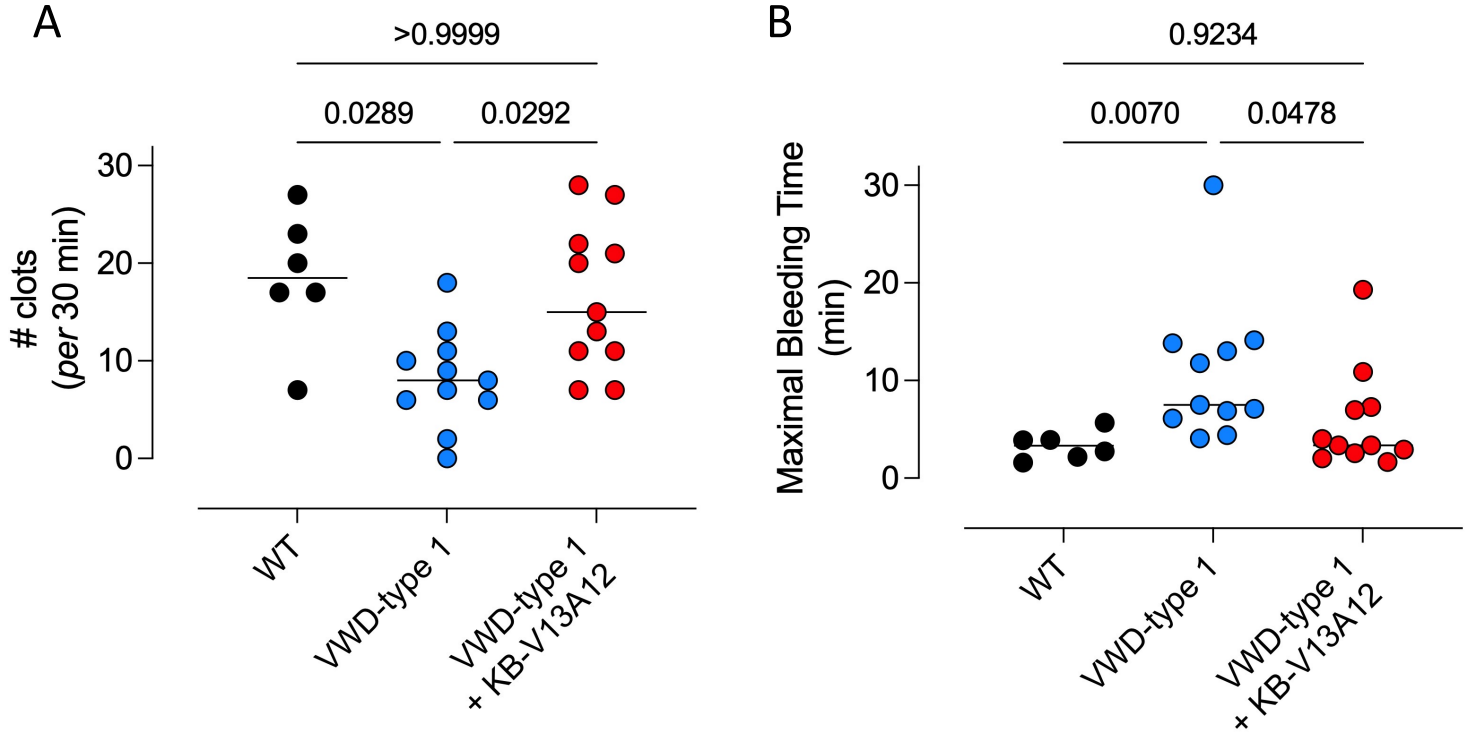 A
>0.9999
0.0289
0.0292
# clots
(per 30 min)
30
20
10
0
WT
VWD-type 1
VWD-type 1
+ KB-V13A12
B
0.9234
0.0070
0.0478
Maximal Bleeding Time
(min)
30
20
10
0
WT
VWD-type 1
VWD-type 1
+ KB-V13A12